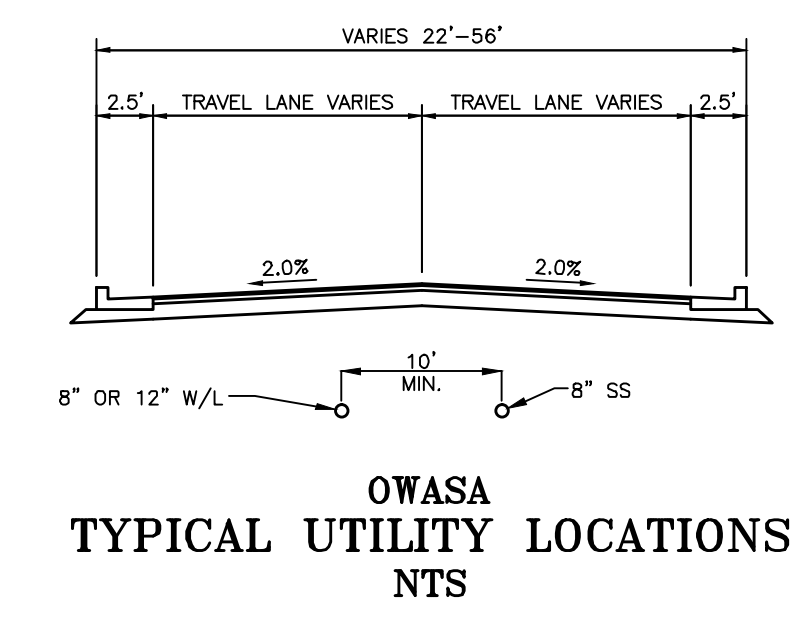 VARIES 22'-56'
2.5' TRAVEL LANE VARIES TRAVEL LANE VARIES 2.5'
2.0% 2.0%
10'
MIN.
8" OR 12" W/L
8" SS
OWASA
TYPICAL UTILITY LOCATIONS
NTS